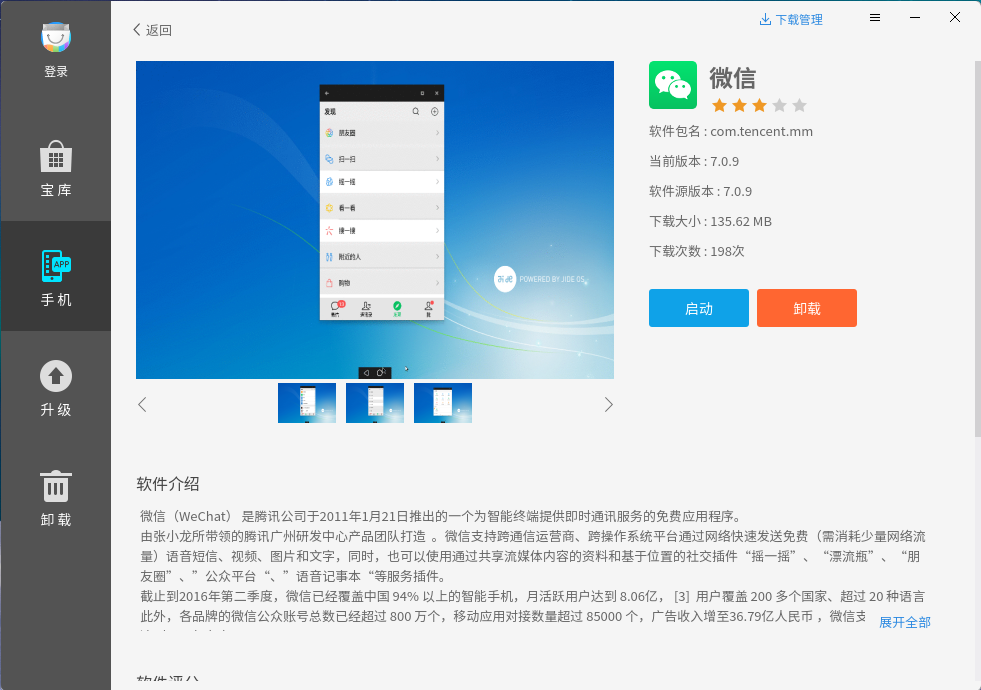 登录
宝库
手机
升级
卸载
返回
下载管理
发现
朋友圈
扫一扫
摇一摇
看一看
搜一搜
附近的人
购物
POWERED BY JIDE OS
微信
软件包名 : com.tencent.mm
当前版本 : 7.0.9
软件源版本 : 7.0.9
下载大小 : 135.62 MB
下载次数 : 198次
启动
卸载
软件介绍
微信（WeChat） 是腾讯公司于2011年1月21日推出的一个为智能终端提供即时通讯服务的免费应用程序。
由张小龙所带领的腾讯广州研发中心产品团队打造 。微信支持跨通信运营商、跨操作系统平台通过网络快速发送免费（需消耗少量网络流
量）语音短信、视频、图片和文字，同时，也可以使用通过共享流媒体内容的资料和基于位置的社交插件“摇一摇”、“漂流瓶”、 “朋
友圈”、”公众平台“、”语音记事本“等服务插件。
截止到2016年第二季度，微信已经覆盖中国 94% 以上的智能手机，月活跃用户达到 8.06亿， [3]  用户覆盖 200 多个国家、超过 20 种语言
此外，各品牌的微信公众账号总数已经超过 800 万个，移动应用对接数量超过 85000 个，广告收入增至36.79亿人民币 ，微信支
展开全部
软件评分